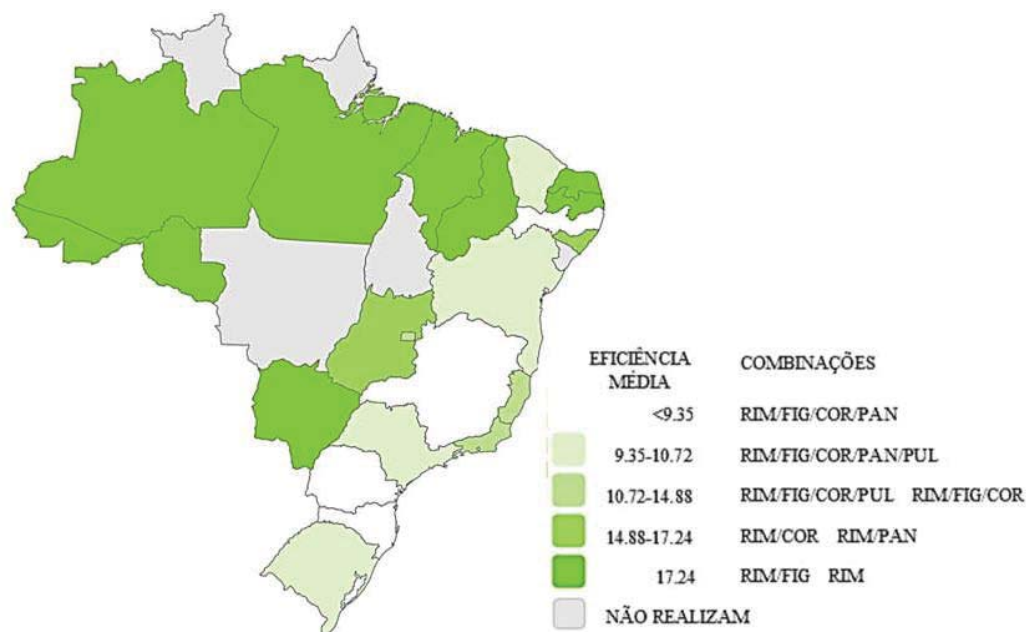 EFICIÊNCIA MÉDIA COMBINAÇÕES
<9.35 RIM/FIG/COR/PAN
9.35-10.72 RIM/FIG/COR/PAN/PUL
10.72-14.88 RIM/FIG/COR/PUL RIM/FIG/COR
14.88-17.24 RIM/COR RIM/PAN
17.24 RIM/FIG RIM
NÃO REALIZAM